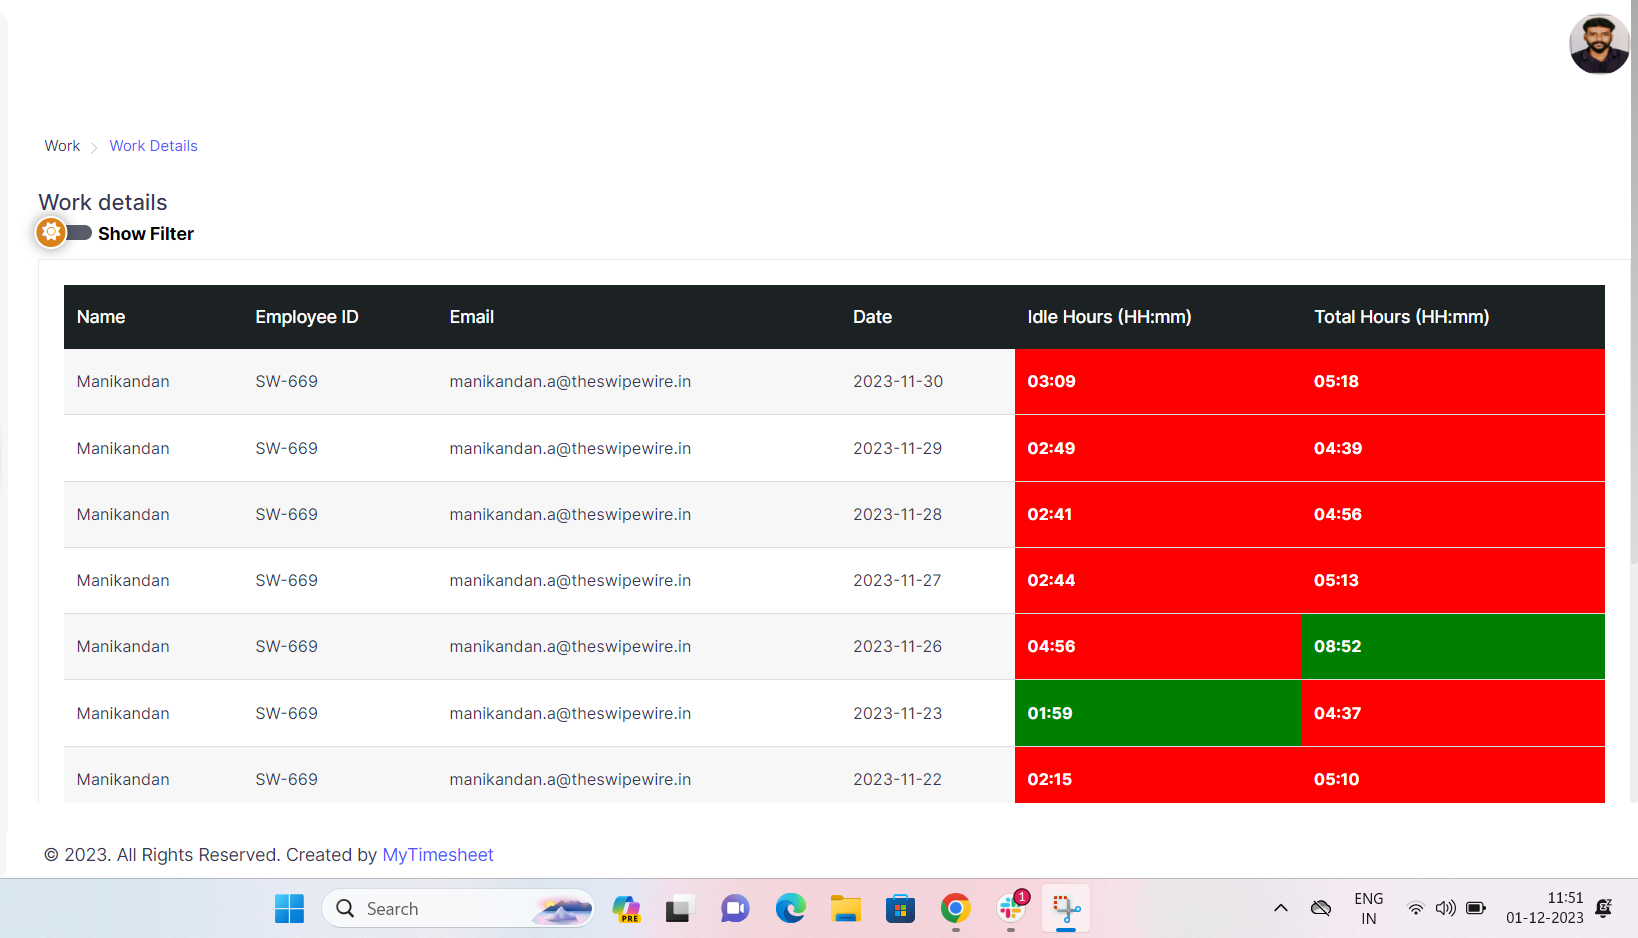 Work > Work Details
Work details
Show Filter
Name Employee ID Email Date Idle Hours (HH:mm) Total Hours (HH:mm)
Manikandan SW-669 manikandan.a@theswipewire.in 2023-11-30 03:09 05:18
Manikandan SW-669 manikandan.a@theswipewire.in 2023-11-29 02:49 04:39
Manikandan SW-669 manikandan.a@theswipewire.in 2023-11-28 02:41 04:56
Manikandan SW-669 manikandan.a@theswipewire.in 2023-11-27 02:44 05:13
Manikandan SW-669 manikandan.a@theswipewire.in 2023-11-26 04:56 08:52
Manikandan SW-669 manikandan.a@theswipewire.in 2023-11-23 01:59 04:37
Manikandan SW-669 manikandan.a@theswipewire.in 2023-11-22 02:15 05:10
© 2023. All Rights Reserved. Created by MyTimesheet
Search
PRE
1
ENG
IN
11:51
01-12-2023